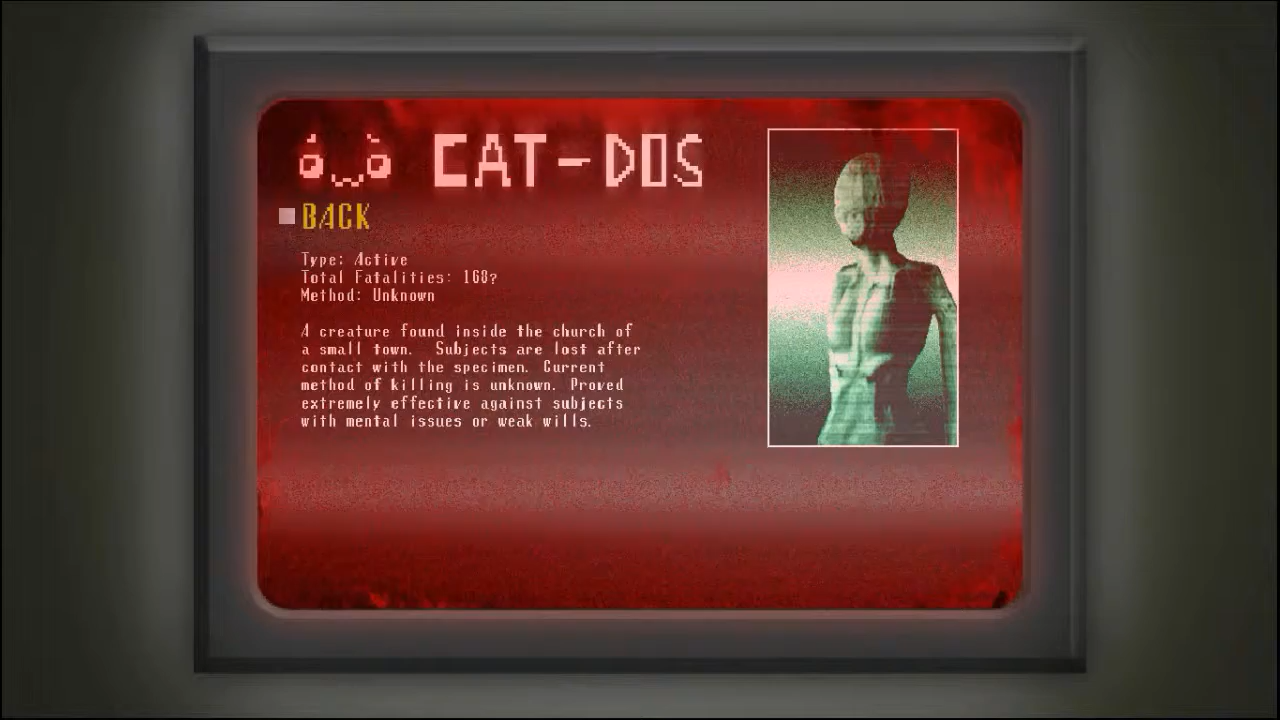 CAT-DOS
BACK
Type: Active
Total Fatalities: 168?
Method: Unknown
A creature found inside the church of
a small town. Subjects are lost after
contact with the specimen. Current
method of killing is unknown. Proved
extremely effective against subjects
with mental issues or weak wills.